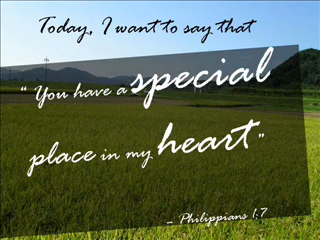 Today, I want to say that
“ You have a special
place in my heart ”
– Philippians 1:7